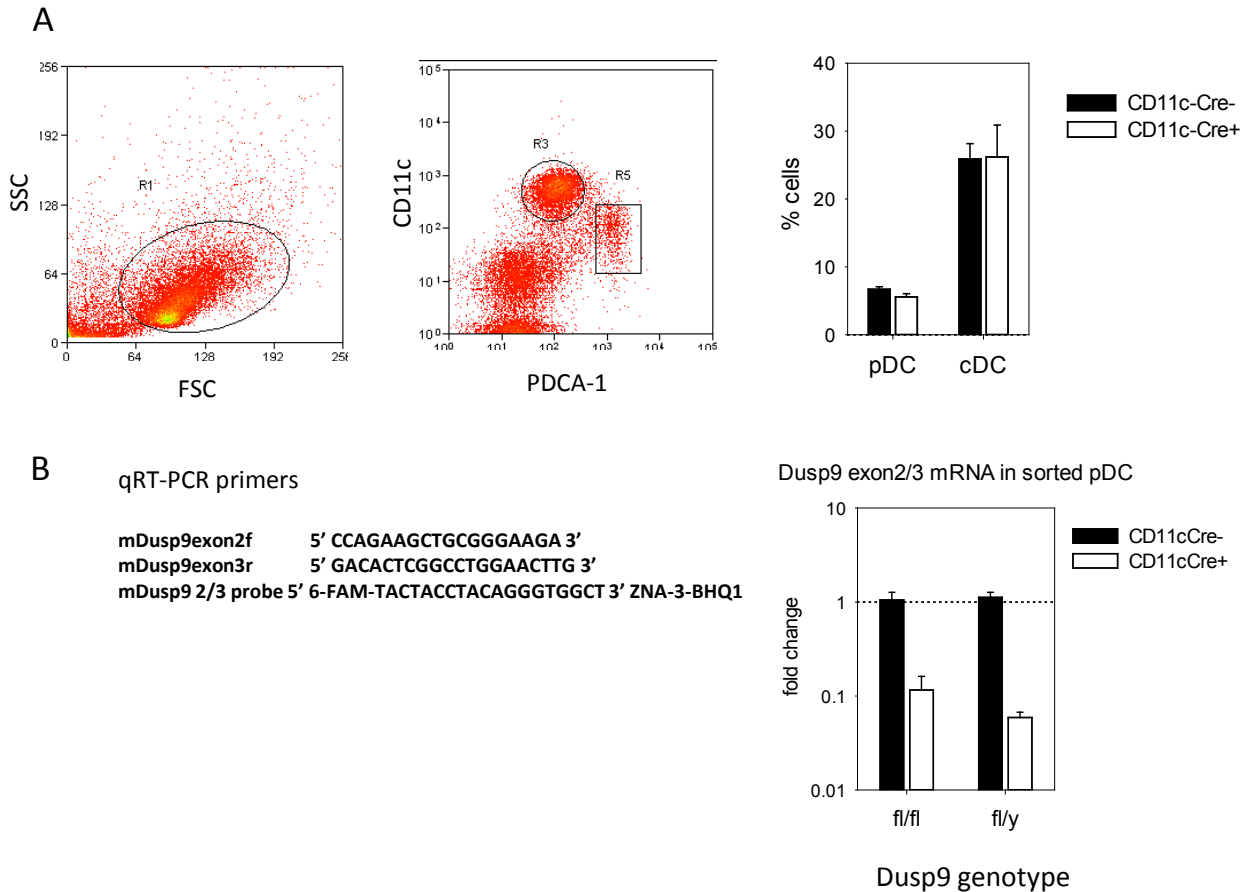 A
256
192
128
64
0
R1
SSC
0 64 128 192 25
FSC
10⁵
10⁴
10³
10²
10¹
10⁰
R3
R5
CD11c
10⁰ 10¹ 10² 10³ 10⁴ 10⁵
PDCA-1
40
30
20
10
0
% cells
pDC cDC
CD11c-Cre-
CD11c-Cre+
B
qRT-PCR primers
mDusp9exon2f 5’ CCAGAAGCTGCGGGAAGA 3’
mDusp9exon3r 5’ GACACTCGGCCTGGAACTTG 3’
mDusp9 2/3 probe 5’ 6-FAM-TACTACCTACAGGGTGGCT 3’ ZNA-3-BHQ1
Dusp9 exon2/3 mRNA in sorted pDC
10
1
0.1
0.01
fold change
fl/fl fl/y
CD11cCre-
CD11cCre+
Dusp9 genotype